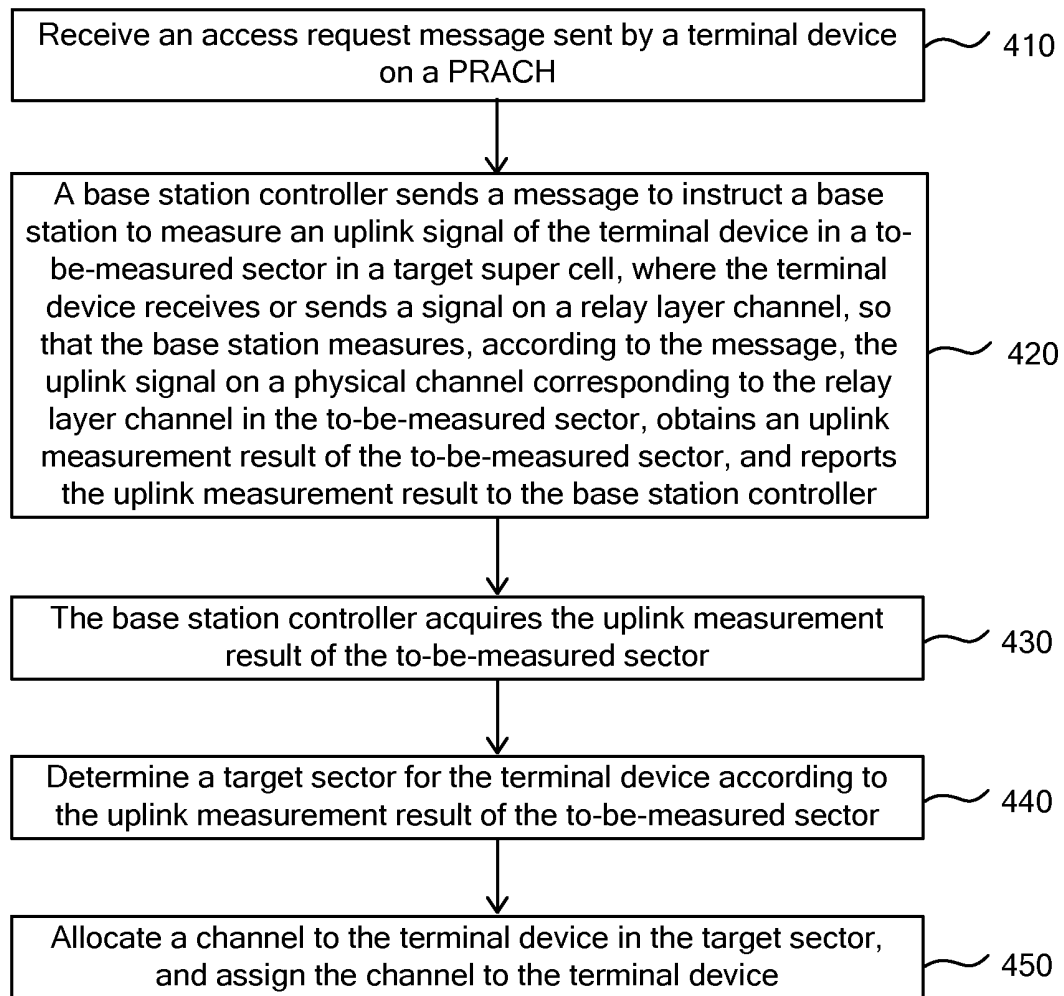 Receive an access request message sent by a terminal device
on a PRACH
410
A base station controller sends a message to instruct a base
station to measure an uplink signal of the terminal device in a to-
be-measured sector in a target super cell, where the terminal
device receives or sends a signal on a relay layer channel, so
that the base station measures, according to the message, the
uplink signal on a physical channel corresponding to the relay
layer channel in the to-be-measured sector, obtains an uplink
measurement result of the to-be-measured sector, and reports
the uplink measurement result to the base station controller
420
The base station controller acquires the uplink measurement
result of the to-be-measured sector
430
Determine a target sector for the terminal device according to
the uplink measurement result of the to-be-measured sector
440
Allocate a channel to the terminal device in the target sector,
and assign the channel to the terminal device
450